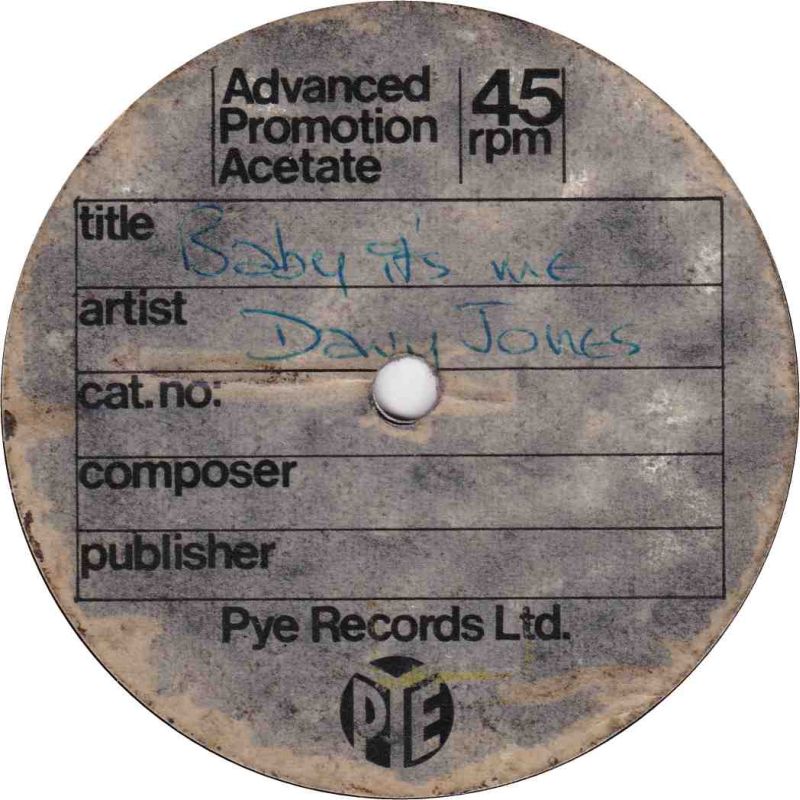 Advanced
Promotion
Acetate
45
rpm
title Baby it's me
artist Davy Jones
cat.no:
composer
publisher
Pye Records Ltd.
PYE